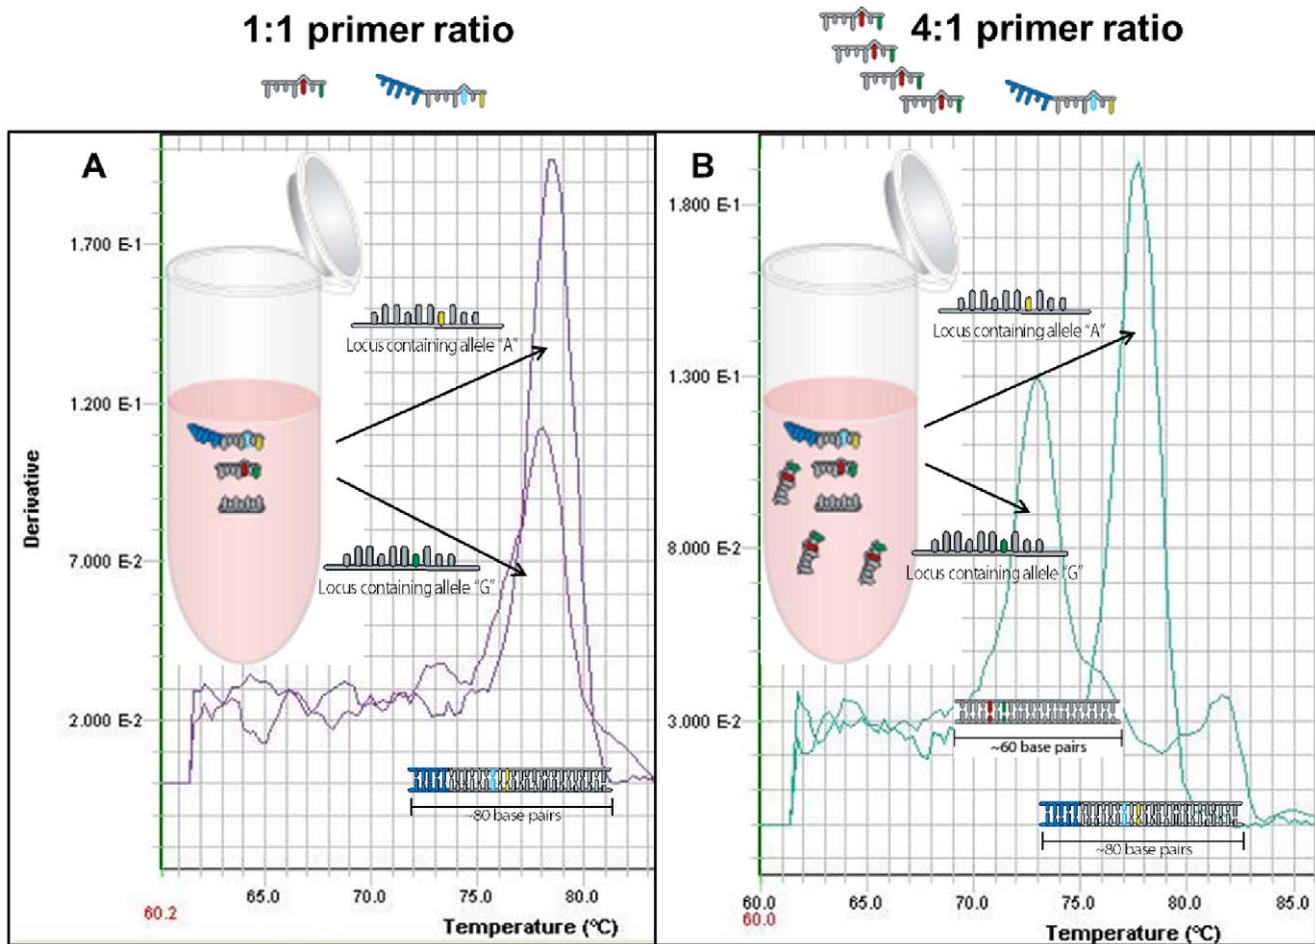 1:1 primer ratio
4:1 primer ratio
A
Locus containing allele "A"
Locus containing allele "G"
1.700 E-1
1.200 E-1
7.000 E-2
2.000 E-2
Derivative
~80 base pairs
65.0
70.0
75.0
80.0
60.2
Temperature (ºC)
B
Locus containing allele "A"
Locus containing allele "G"
1.800 E-1
1.300 E-1
8.000 E-2
3.000 E-2
~60 base pairs
~80 base pairs
60.0
65.0
70.0
75.0
80.0
85.0
60.0
Temperature (ºC)